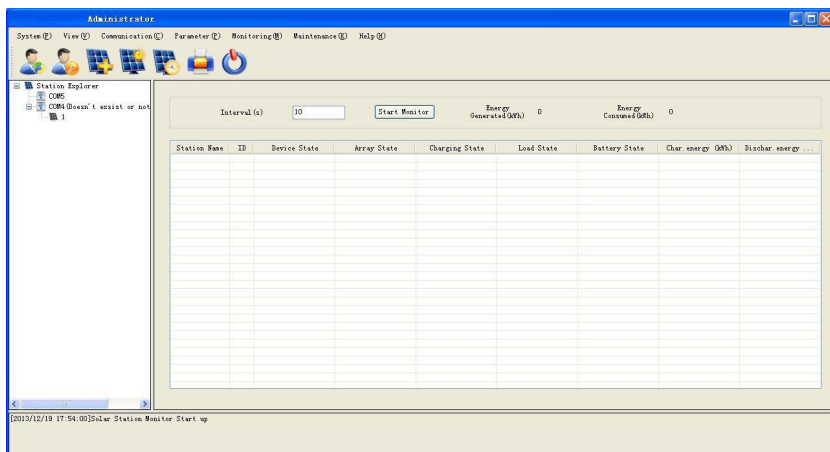 Administrator
System(F) View(V) Communication(C) Parameter(P) Monitoring(M) Maintenance(K) Help(H)
Station Explorer
COM5
COM4(Doesn't exsist or not
1
Interval(s) 10 Start Monitor Energy Generated(kWh) 0 Energy Consumed(kWh) 0
Station Name ID Device State Array State Charging State Load State Battery State Char.energy (kWh) Dischar.energy ...
[2013/12/19 17:54:00]Solar Station Monitor Start up